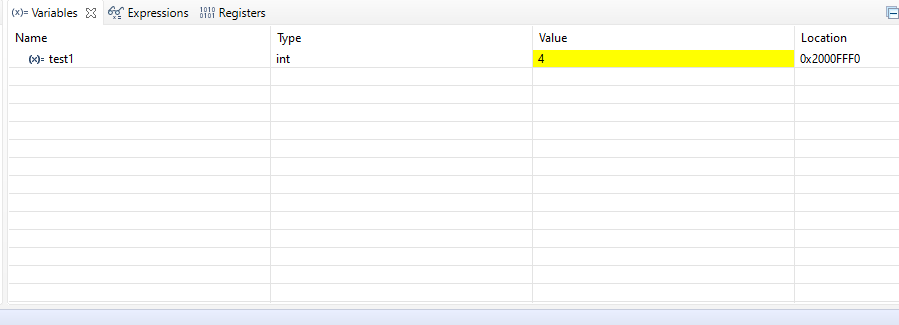 (x)= Variables Expressions 1010 0101 Registers
Name Type Value Location
(x)= test1 int 4 0x2000FFF0